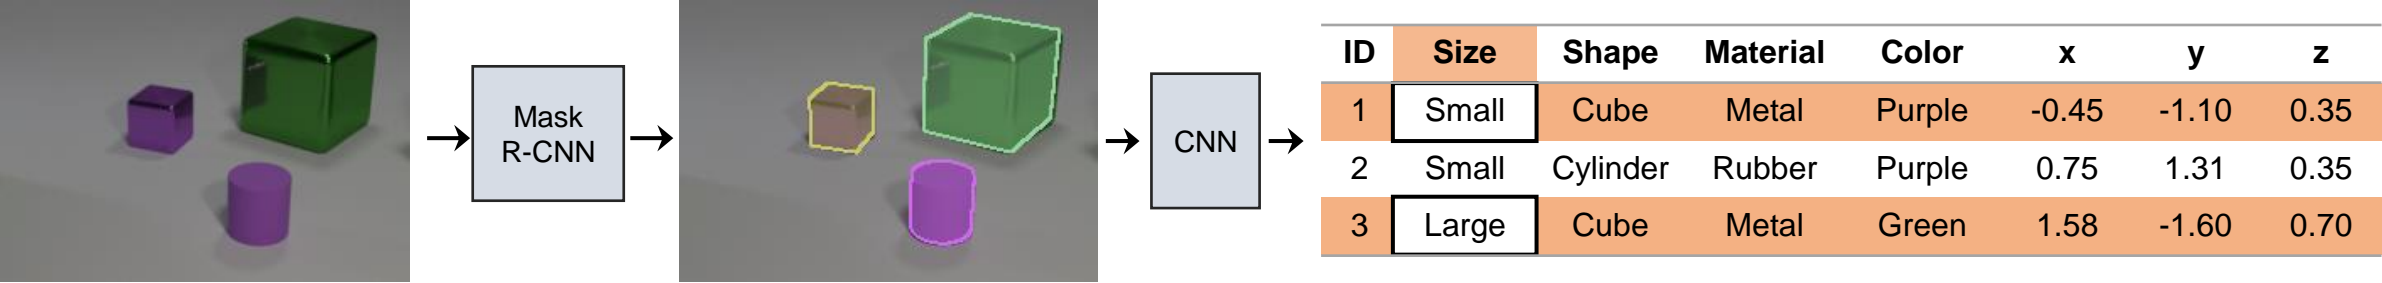 Mask
R-CNN
CNN
ID Size Shape Material Color x y z
1 Small Cube Metal Purple -0.45 -1.10 0.35
2 Small Cylinder Rubber Purple 0.75 1.31 0.35
3 Large Cube Metal Green 1.58 -1.60 0.70